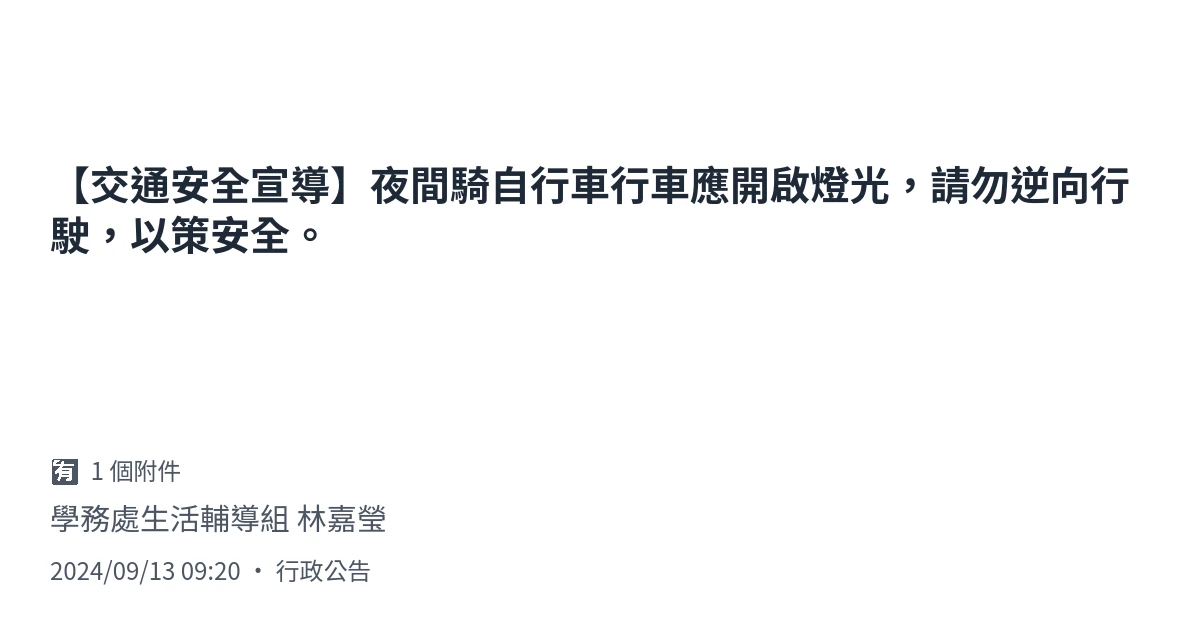 【交通安全宣導】夜間騎自行車行車應開啟燈光，請勿逆向行
駛，以策安全。
有 1 個附件
學務處生活輔導組 林嘉瑩
2024/09/13 09:20 • 行政公告